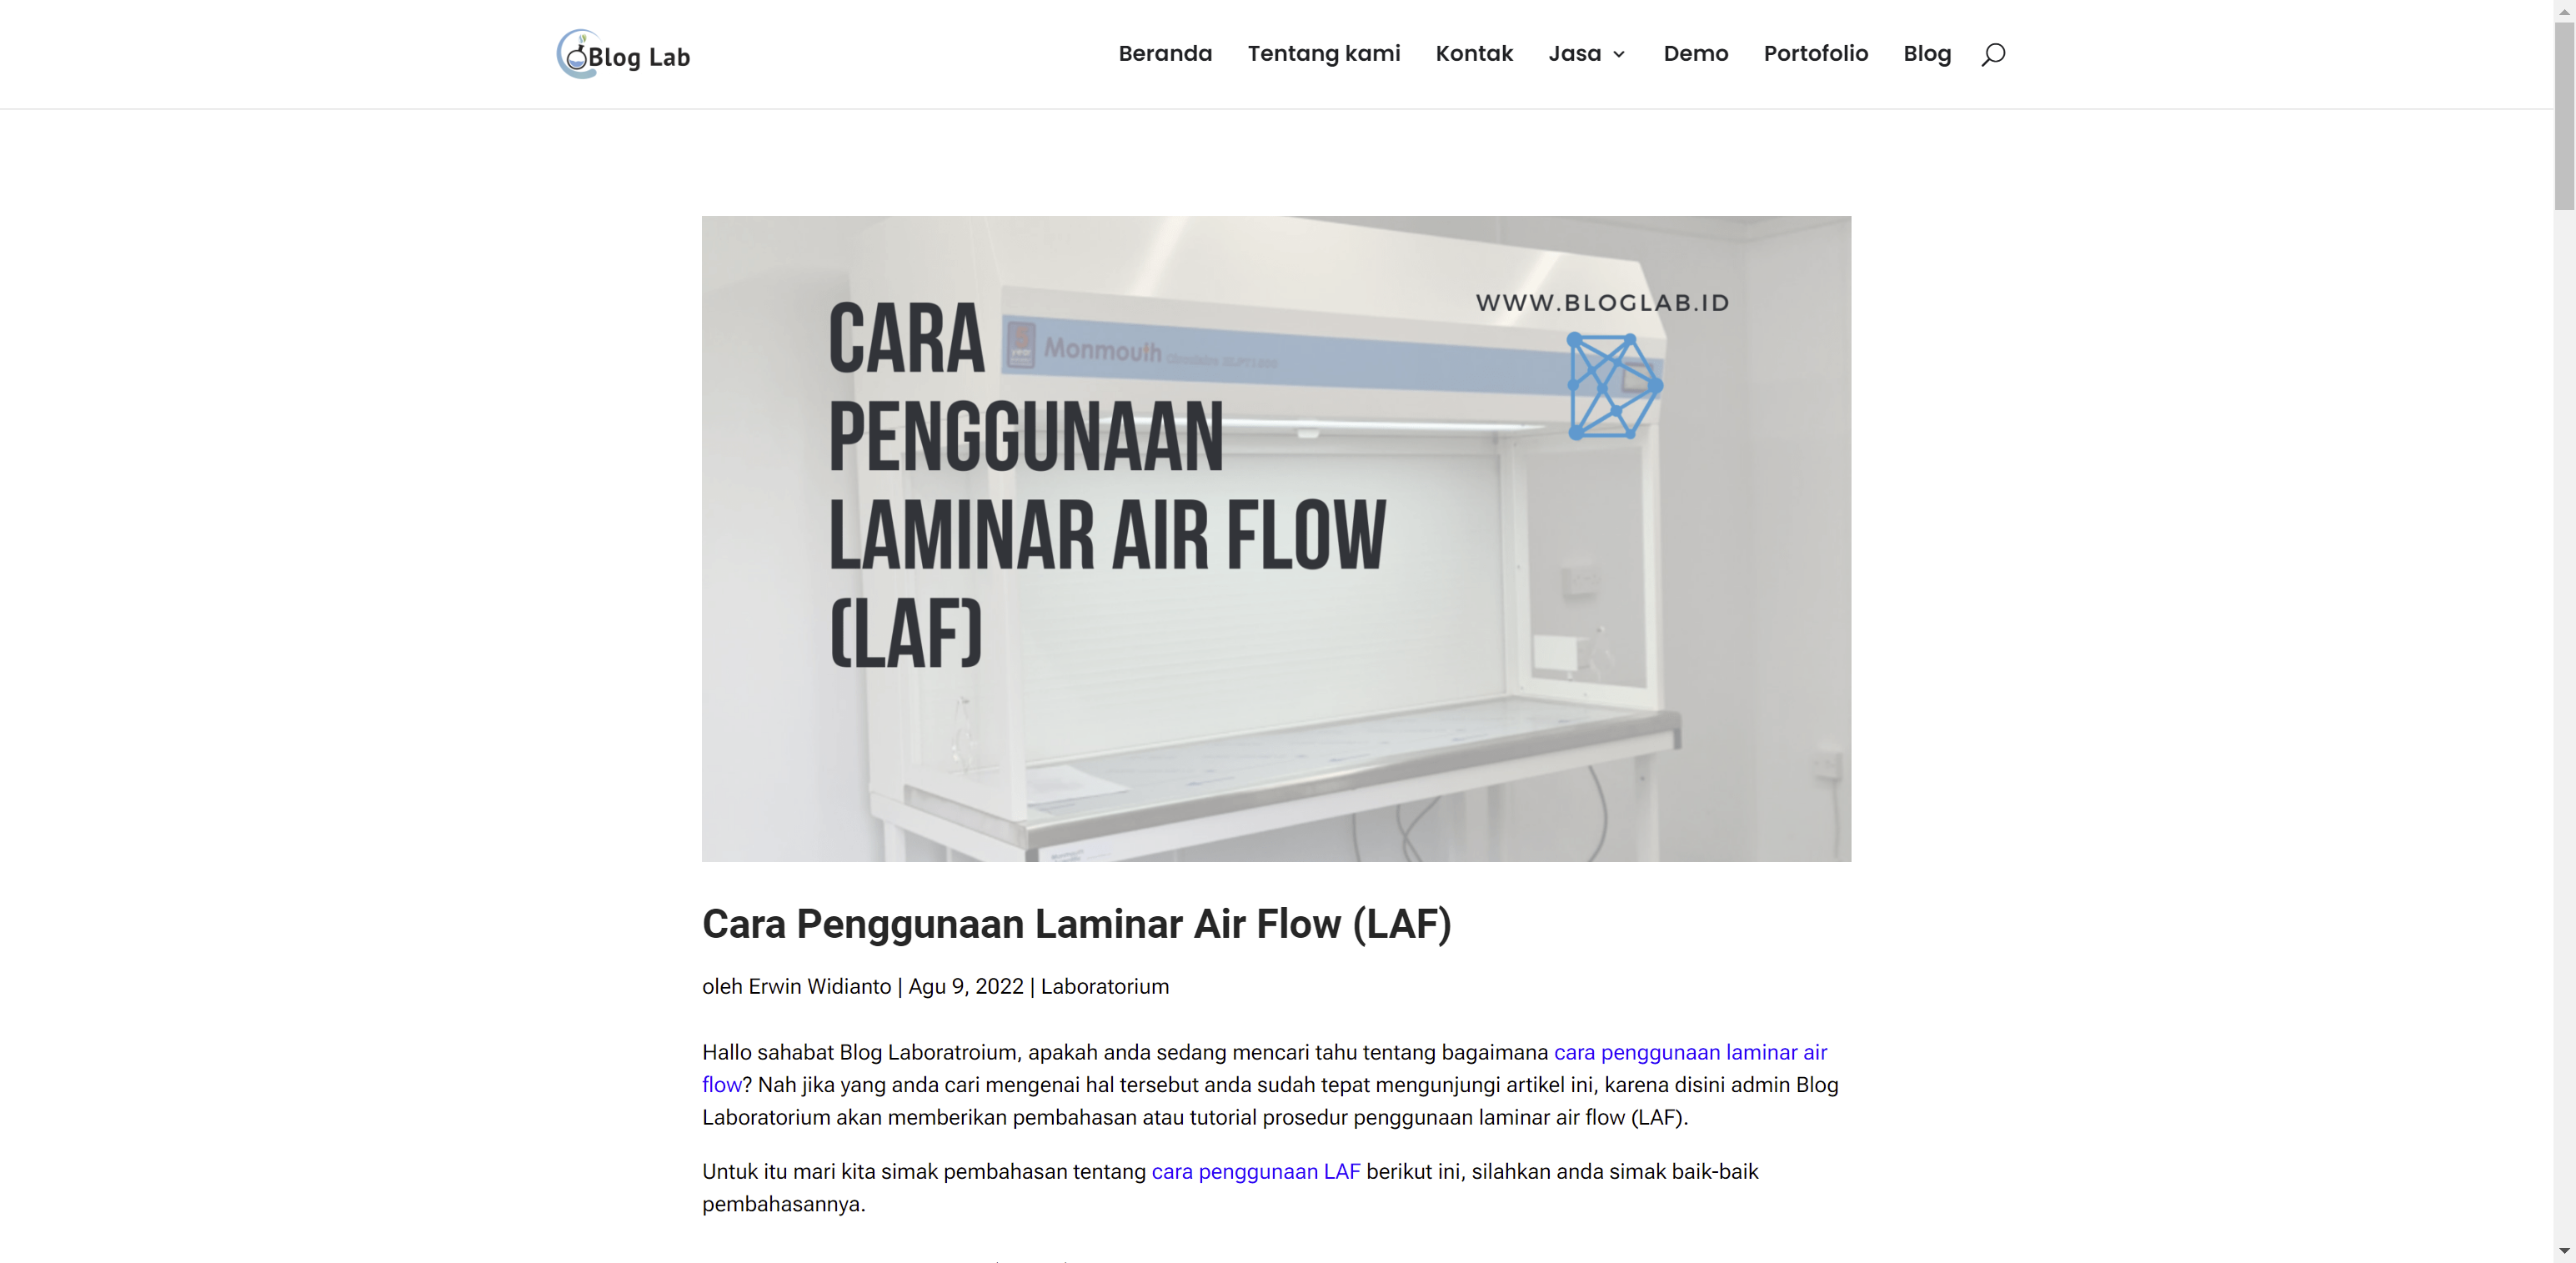 Blog Lab
Beranda Tentang kami Kontak Jasa Demo Portofolio Blog
WWW.BLOGLAB.ID
CARA
PENGGUNAAN
LAMINAR AIR FLOW
(LAF)
year
Monmouth
Cara Penggunaan Laminar Air Flow (LAF)
oleh Erwin Widianto | Agu 9, 2022 | Laboratorium
Hallo sahabat Blog Laboratroium, apakah anda sedang mencari tahu tentang bagaimana cara penggunaan laminar air
flow? Nah jika yang anda cari mengenai hal tersebut anda sudah tepat mengunjungi artikel ini, karena disini admin Blog
Laboratorium akan memberikan pembahasan atau tutorial prosedur penggunaan laminar air flow (LAF).
Untuk itu mari kita simak pembahasan tentang cara penggunaan LAF berikut ini, silahkan anda simak baik-baik
pembahasannya.